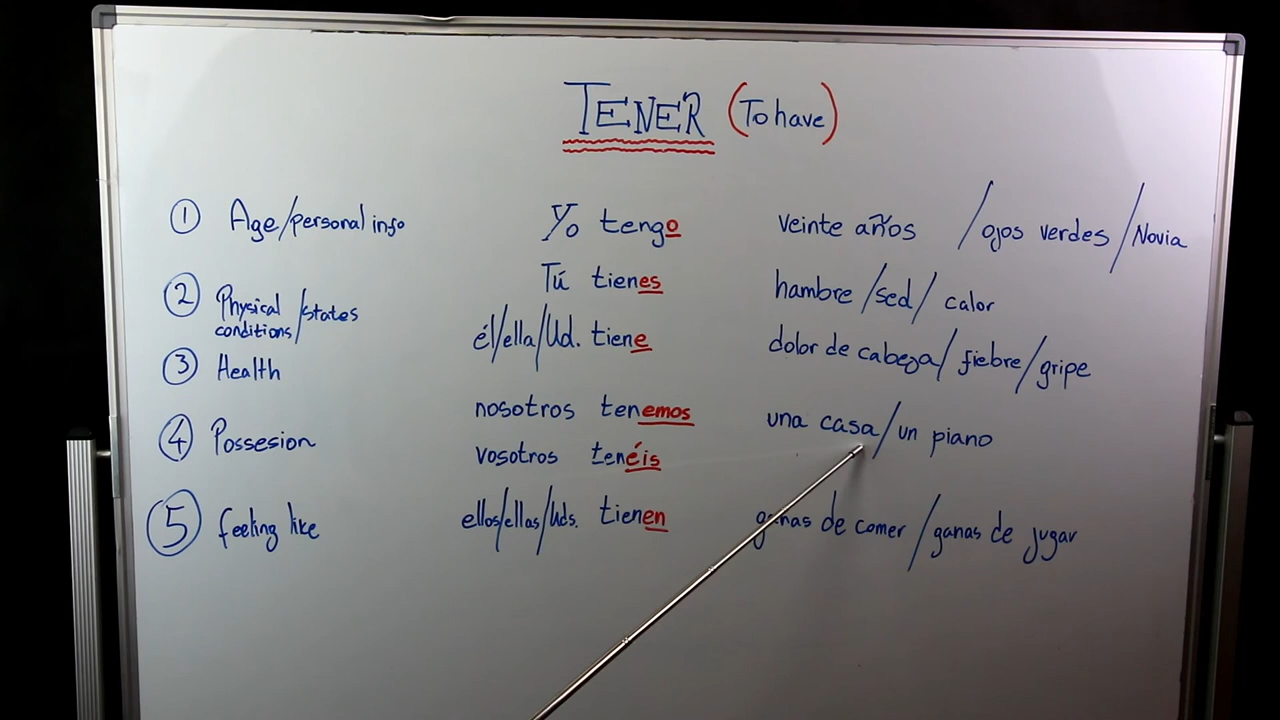 TENER (To have)
① Age/personal info Yo tengo veinte años / ojos verdes / Novia
② Physical conditions/states Tú tienes hambre / sed / calor
él/ella/Ud. tiene dolor de cabeza / fiebre / gripe
③ Health
④ Possesion nosotros tenemos una casa / un piano
vosotros tenéis
⑤ feeling like ellos/ellas/Uds. tienen ganas de comer / ganas de jugar